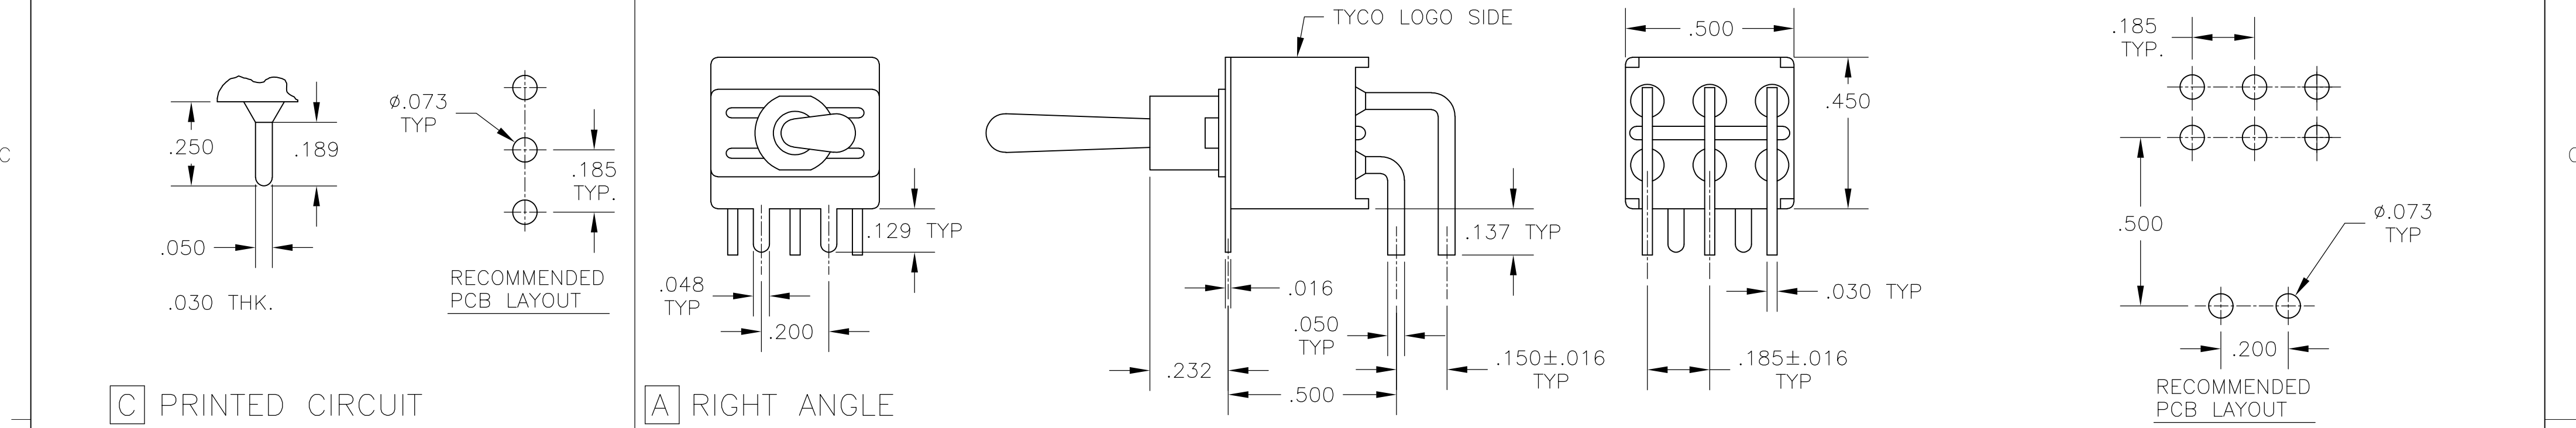 C
.250
.189
.050
.030 THK.
ø.073
TYP
.185
TYP.
RECOMMENDED
PCB LAYOUT
C PRINTED CIRCUIT
.129 TYP
.048
TYP
.200
A RIGHT ANGLE
TYCO LOGO SIDE
.137 TYP
.016
.050
TYP
.232
.500
.150±.016
TYP
.500
.450
.030 TYP
.185±.016
TYP
.185
TYP.
.500
ø.073
TYP
.200
RECOMMENDED
PCB LAYOUT